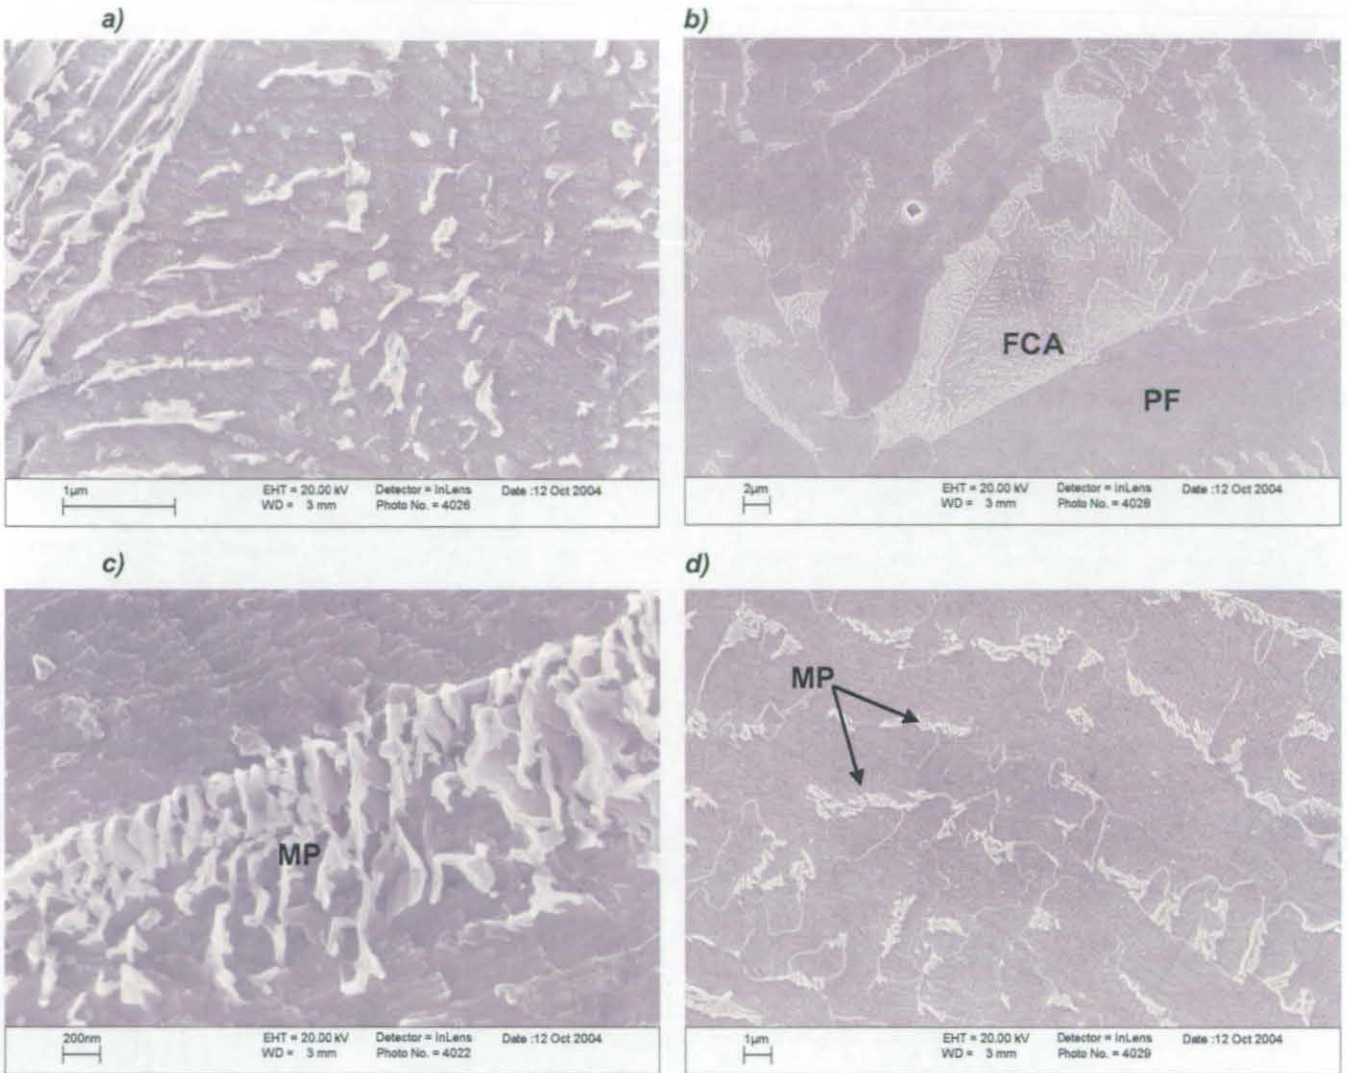 a)
1µm
EHT = 20.00 kV Detector = InLens Date :12 Oct 2004
WD = 3 mm Photo No. = 4026
b)
FCA
PF
2µm
EHT = 20.00 kV Detector = InLens Date :12 Oct 2004
WD = 3 mm Photo No. = 4028
c)
MP
200nm
EHT = 20.00 kV Detector = InLens Date :12 Oct 2004
WD = 3 mm Photo No. = 4022
d)
MP
1µm
EHT = 20.00 kV Detector = InLens Date :12 Oct 2004
WD = 3 mm Photo No. = 4029